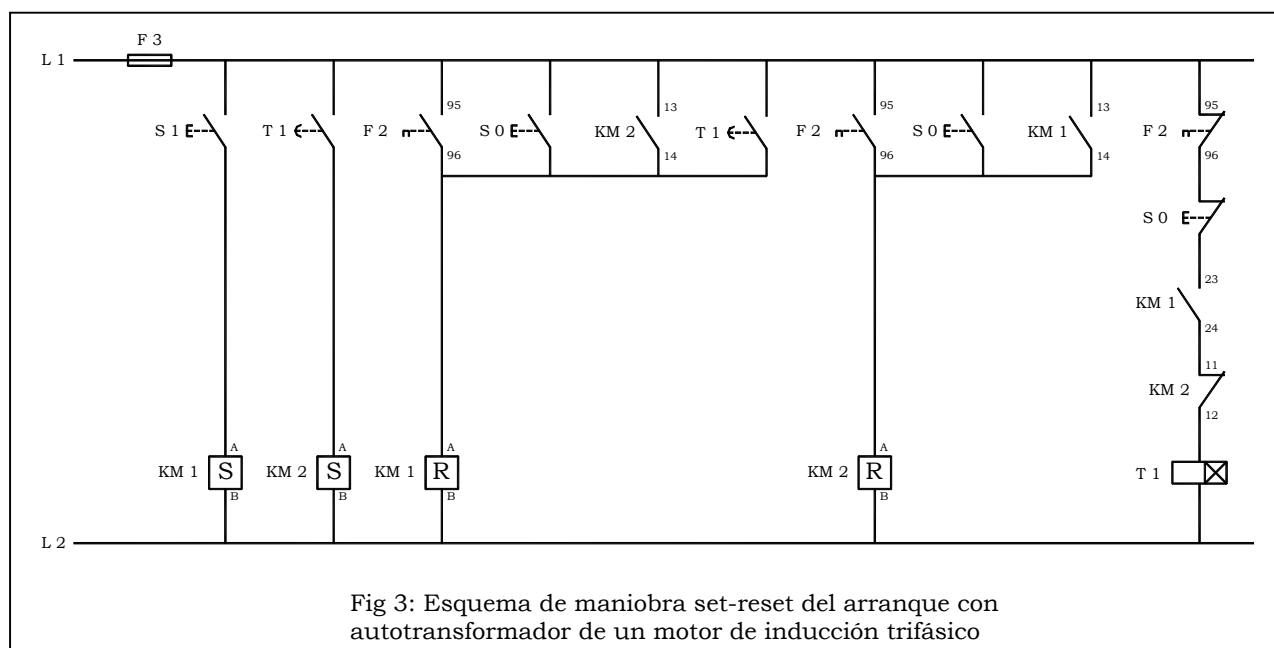 F 3
L 1
95 13 95 13 95
S 1 T 1 F 2 S 0 KM 2 T 1 F 2 S 0 KM 1 F 2
96 14 96 14 96
S 0
23
KM 1
24
11
KM 2
12
A A A A
KM 1 S KM 2 S KM 1 R KM 2 R T 1
B B B B
L 2
Fig 3: Esquema de maniobra set-reset del arranque con
autotransformador de un motor de inducción trifásico